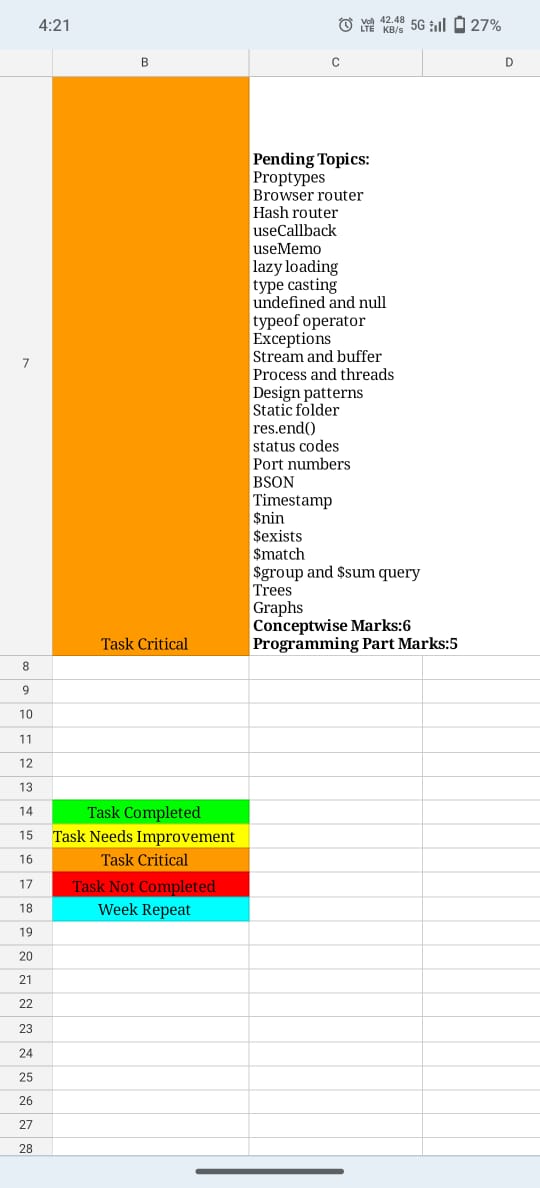 4:21
Vo) LTE 42.48 KB/s 5G 27%
B C D
7
Task Critical
Pending Topics:
Proptypes
Browser router
Hash router
useCallback
useMemo
lazy loading
type casting
undefined and null
typeof operator
Exceptions
Stream and buffer
Process and threads
Design patterns
Static folder
res.end()
status codes
Port numbers
BSON
Timestamp
$nin
$exists
$match
$group and $sum query
Trees
Graphs
Conceptwise Marks:6
Programming Part Marks:5
8
9
10
11
12
13
14 Task Completed
15 Task Needs Improvement
16 Task Critical
17 Task Not Completed
18 Week Repeat
19
20
21
22
23
24
25
26
27
28